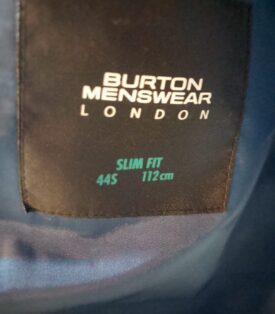 BURTON
MENSWEAR
LONDON
SLIM FIT
44S 112cm